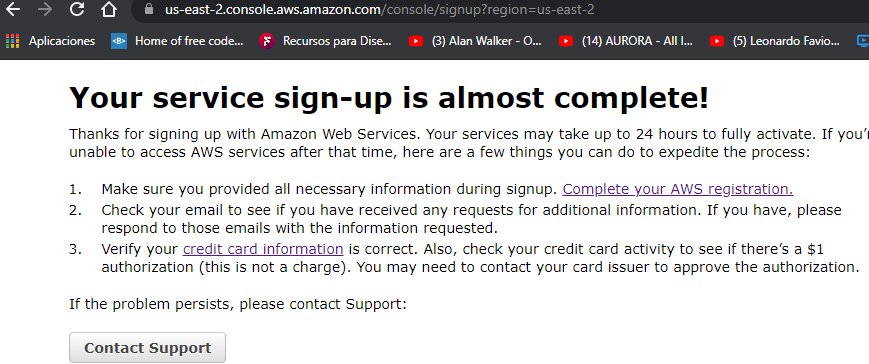 us-east-2.console.aws.amazon.com/console/signup?region=us-east-2
Aplicaciones <B> Home of free code... Recursos para Dise... (3) Alan Walker - O... (14) AURORA - All I... (5) Leonardo Favio...
Your service sign-up is almost complete!
Thanks for signing up with Amazon Web Services. Your services may take up to 24 hours to fully activate. If you'r
unable to access AWS services after that time, here are a few things you can do to expedite the process:
1. Make sure you provided all necessary information during signup. Complete your AWS registration.
2. Check your email to see if you have received any requests for additional information. If you have, please
respond to those emails with the information requested.
3. Verify your credit card information is correct. Also, check your credit card activity to see if there's a $1
authorization (this is not a charge). You may need to contact your card issuer to approve the authorization.
If the problem persists, please contact Support:
Contact Support